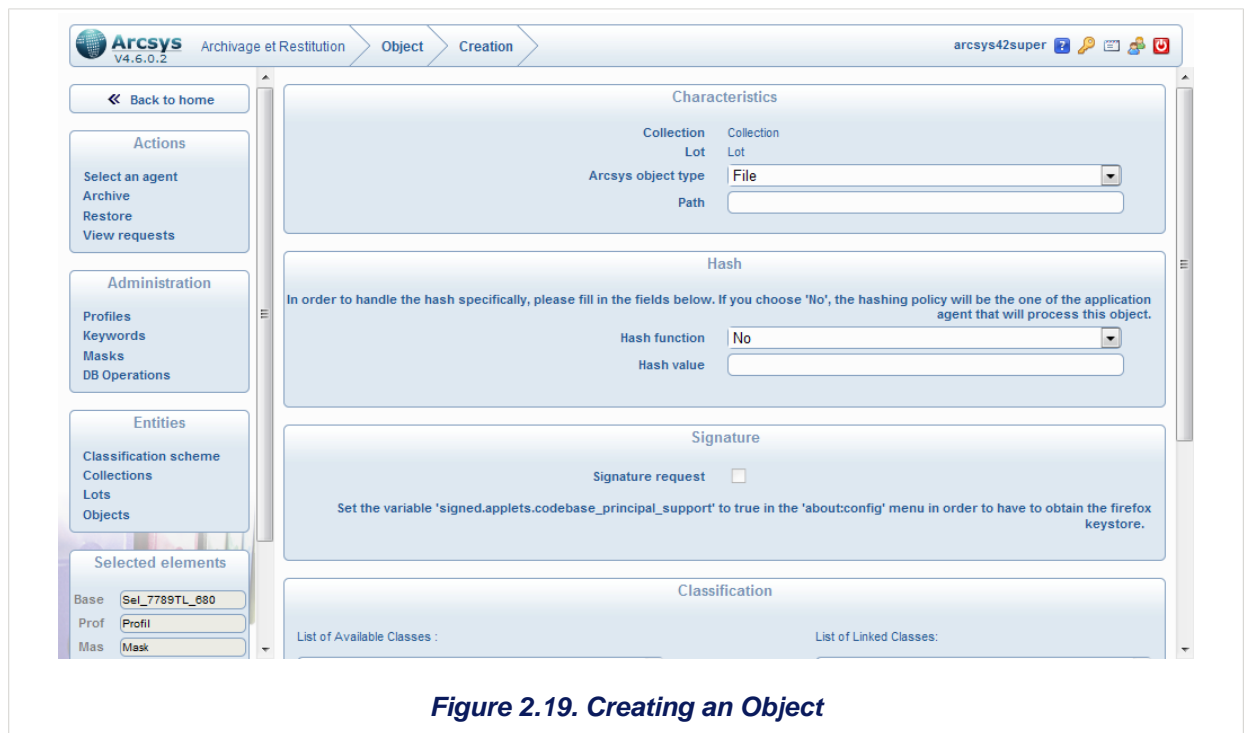 Arcsys
V4.6.0.2
Archivage et Restitution
Object
Creation
arcsys42super
Back to home
Actions
Select an agent
Archive
Restore
View requests
Administration
Profiles
Keywords
Masks
DB Operations
Entities
Classification scheme
Collections
Lots
Objects
Selected elements
Base Sel_7789TL_680
Prof Profil
Mas Mask
Characteristics
Collection Collection
Lot Lot
Arcsys object type File
Path
Hash
In order to handle the hash specifically, please fill in the fields below. If you choose 'No', the hashing policy will be the one of the application
agent that will process this object.
Hash function No
Hash value
Signature
Signature request
Set the variable 'signed.applets.codebase_principal_support' to true in the 'about:config' menu in order to have to obtain the firefox
keystore.
Classification
List of Available Classes :
List of Linked Classes:
Figure 2.19. Creating an Object